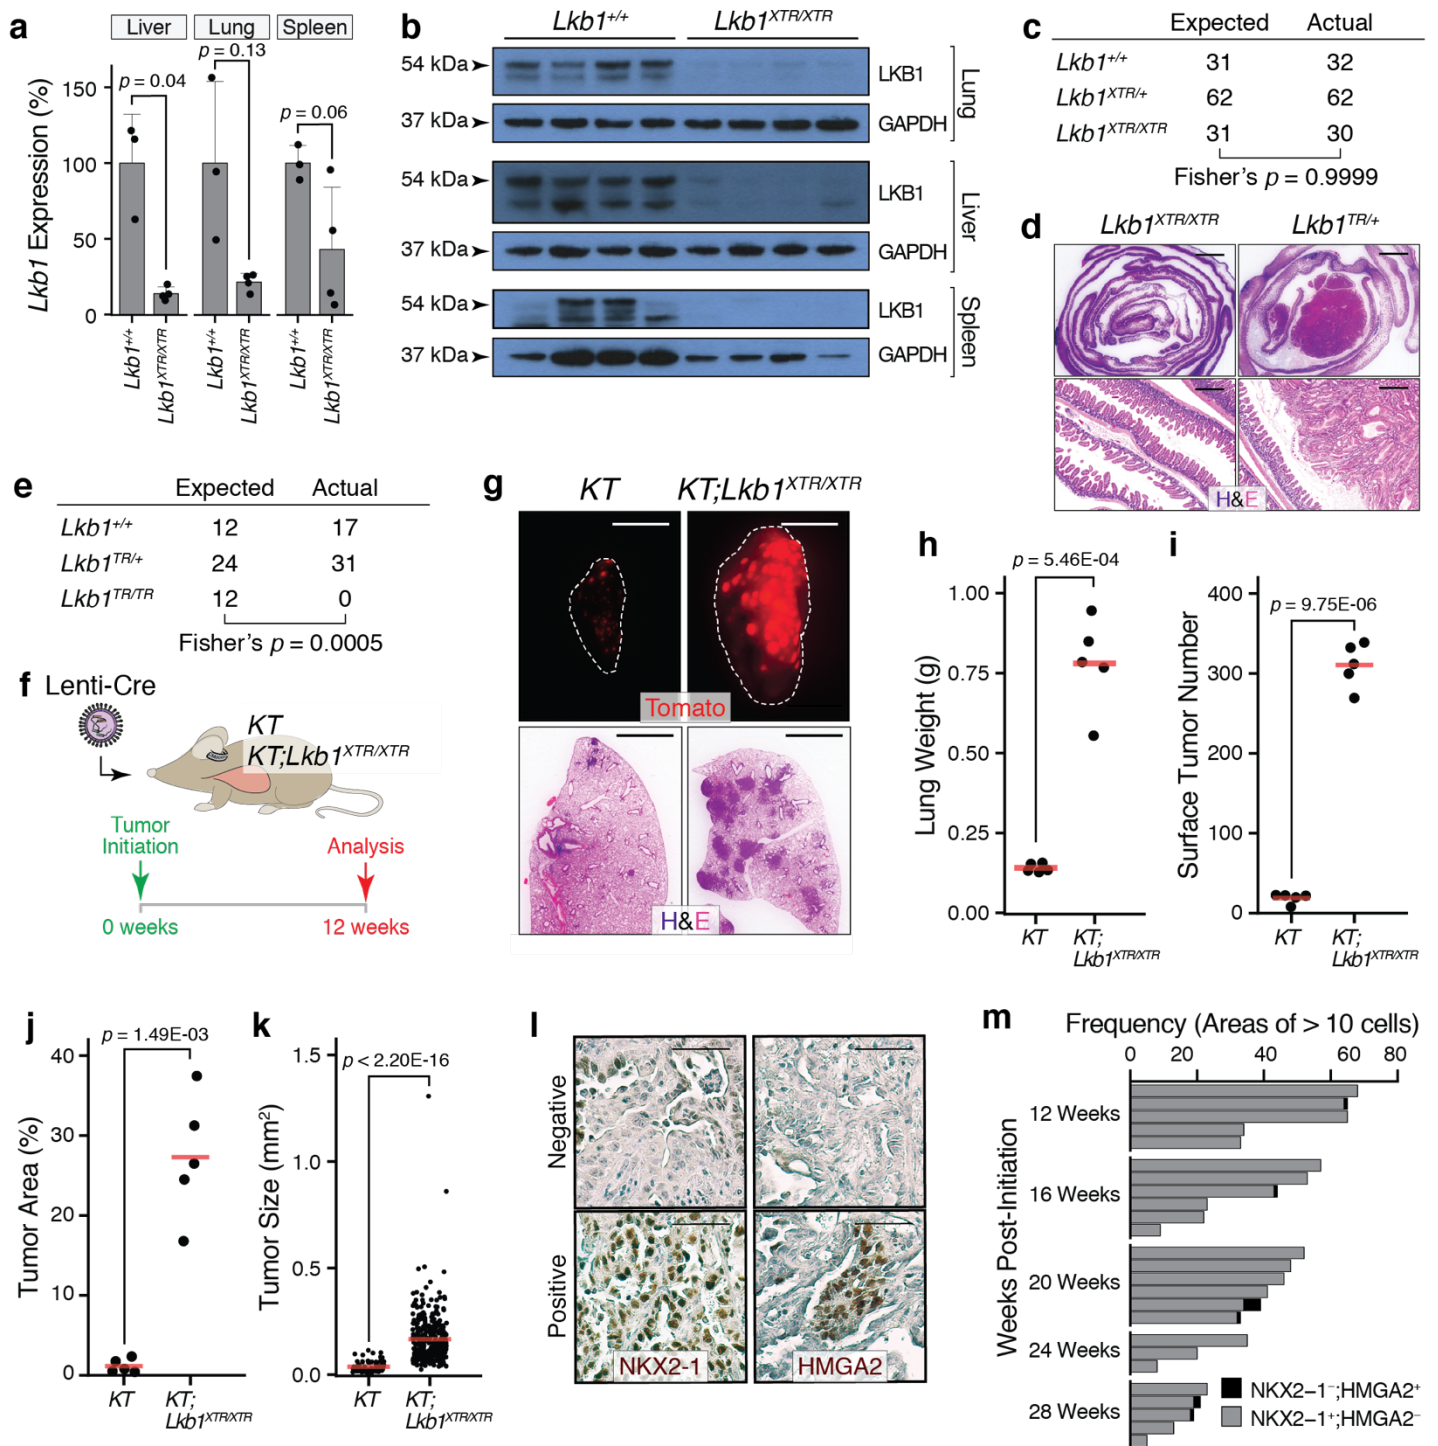 a
Liver Lung Spleen
p = 0.04
p = 0.13
p = 0.06
Lkb1 Expression (%)
150
100
50
0
Lkb1+/+
Lkb1XTR/XTR
Lkb1+/+
Lkb1XTR/XTR
Lkb1+/+
Lkb1XTR/XTR
b
Lkb1+/+ Lkb1XTR/XTR
54 kDa LKB1
37 kDa GAPDH
Lung
54 kDa LKB1
37 kDa GAPDH
Liver
54 kDa LKB1
37 kDa GAPDH
Spleen
c
Expected Actual
Lkb1+/+ 31 32
Lkb1XTR/+ 62 62
Lkb1XTR/XTR 31 30
Fisher's p = 0.9999
d
Lkb1XTR/XTR Lkb1TR/+
H&E
e
Expected Actual
Lkb1+/+ 12 17
Lkb1TR/+ 24 31
Lkb1TR/TR 12 0
Fisher's p = 0.0005
f Lenti-Cre
KT
KT;Lkb1XTR/XTR
Tumor
Initiation
Analysis
0 weeks 12 weeks
g
KT KT;Lkb1XTR/XTR
Tomato
H&E
h
p = 5.46E-04
Lung Weight (g)
1.00
0.75
0.50
0.25
0.00
KT KT;
Lkb1XTR/XTR
i
p = 9.75E-06
Surface Tumor Number
400
300
200
100
0
KT KT;
Lkb1XTR/XTR
j
p = 1.49E-03
Tumor Area (%)
40
30
20
10
0
KT KT;
Lkb1XTR/XTR
k
p < 2.20E-16
Tumor Size (mm2)
1.5
1.0
0.5
0.0
KT KT;
Lkb1XTR/XTR
l
Negative
Positive
NKX2-1 HMGA2
m
Frequency (Areas of > 10 cells)
0 20 40 60 80
Weeks Post-Initiation
12 Weeks
16 Weeks
20 Weeks
24 Weeks
28 Weeks
NKX2-1−;HMGA2+
NKX2-1+;HMGA2−